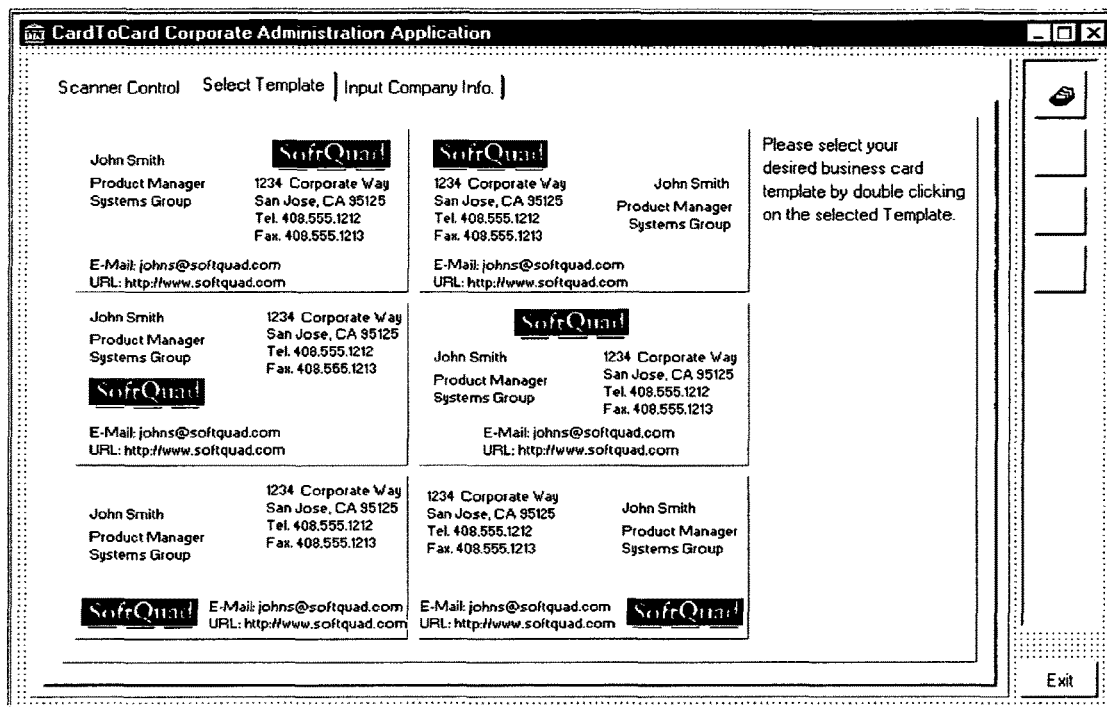 CardToCard Corporate Administration Application
Scanner Control Select Template Input Company Info.
John Smith
Product Manager
Systems Group
SoftQuad
1234 Corporate Way
San Jose, CA 95125
Tel. 408.555.1212
Fax. 408.555.1213
E-Mail: johns@softquad.com
URL: http://www.softquad.com
SoftQuad
1234 Corporate Way
San Jose, CA 95125
Tel. 408.555.1212
Fax. 408.555.1213
John Smith
Product Manager
Systems Group
E-Mail: johns@softquad.com
URL: http://www.softquad.com
Please select your
desired business card
template by double clicking
on the selected Template.
John Smith
Product Manager
Systems Group
1234 Corporate Way
San Jose, CA 95125
Tel. 408.555.1212
Fax. 408.555.1213
SoftQuad
E-Mail: johns@softquad.com
URL: http://www.softquad.com
SoftQuad
John Smith
Product Manager
Systems Group
1234 Corporate Way
San Jose, CA 95125
Tel. 408.555.1212
Fax. 408.555.1213
E-Mail: johns@softquad.com
URL: http://www.softquad.com
John Smith
Product Manager
Systems Group
1234 Corporate Way
San Jose, CA 95125
Tel. 408.555.1212
Fax. 408.555.1213
SoftQuad
E-Mail: johns@softquad.com
URL: http://www.softquad.com
1234 Corporate Way
San Jose, CA 95125
Tel. 408.555.1212
Fax. 408.555.1213
John Smith
Product Manager
Systems Group
E-Mail: johns@softquad.com
URL: http://www.softquad.com
SoftQuad
Exit